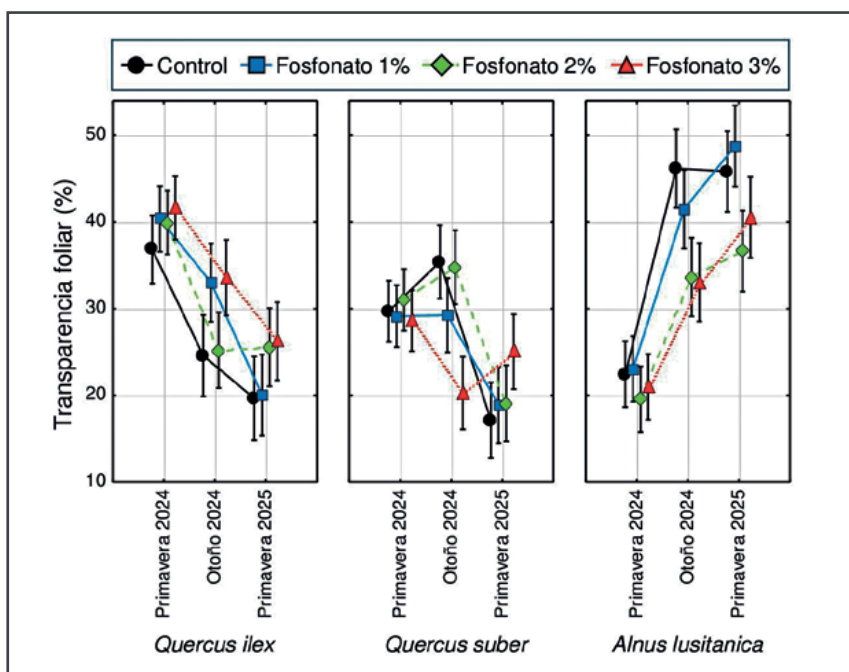 Control Fosfonato 1% Fosfonato 2% Fosfonato 3%
Transparencia foliar (%)
50
40
30
20
10
Primavera 2024
Otoño 2024
Primavera 2025
Primavera 2024
Otoño 2024
Primavera 2025
Primavera 2024
Otoño 2024
Primavera 2025
Quercus ilex
Quercus suber
Alnus lusitanica